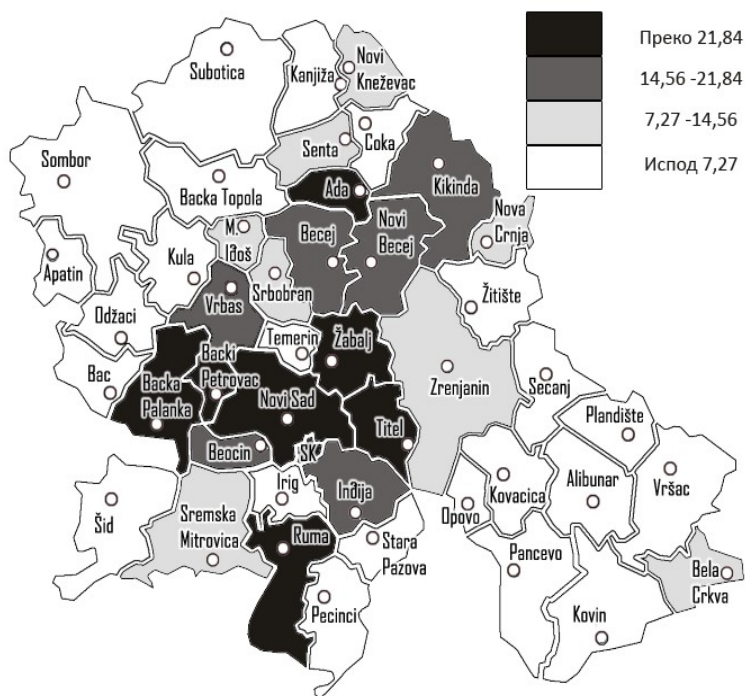 Преко 21,84
14,56 -21,84
7,27 -14,56
Испод 7,27
Subotica
Kanjiža
Novi
Kneževac
Senta
Coka
Sombor
Backa Topola
Ada
Kikinda
M.
Iđoš
Becej
Novi
Becej
Nova
Crnja
Apatin
Kula
Srbobran
Vrbas
Žitište
Odžaci
Temerin
Žabalj
Bac
Backa
Palanka
Backi
Petrovac
Novi Sad
Titel
Zrenjanin
Secanj
Plandište
Beocin
SK
Inđija
Irig
Šid
Sremska
Mitrovica
Ruma
Stara
Pazova
Pecinci
Opovo
Kovacica
Alibunar
Vršac
Pancevo
Kovin
Bela
Crkva